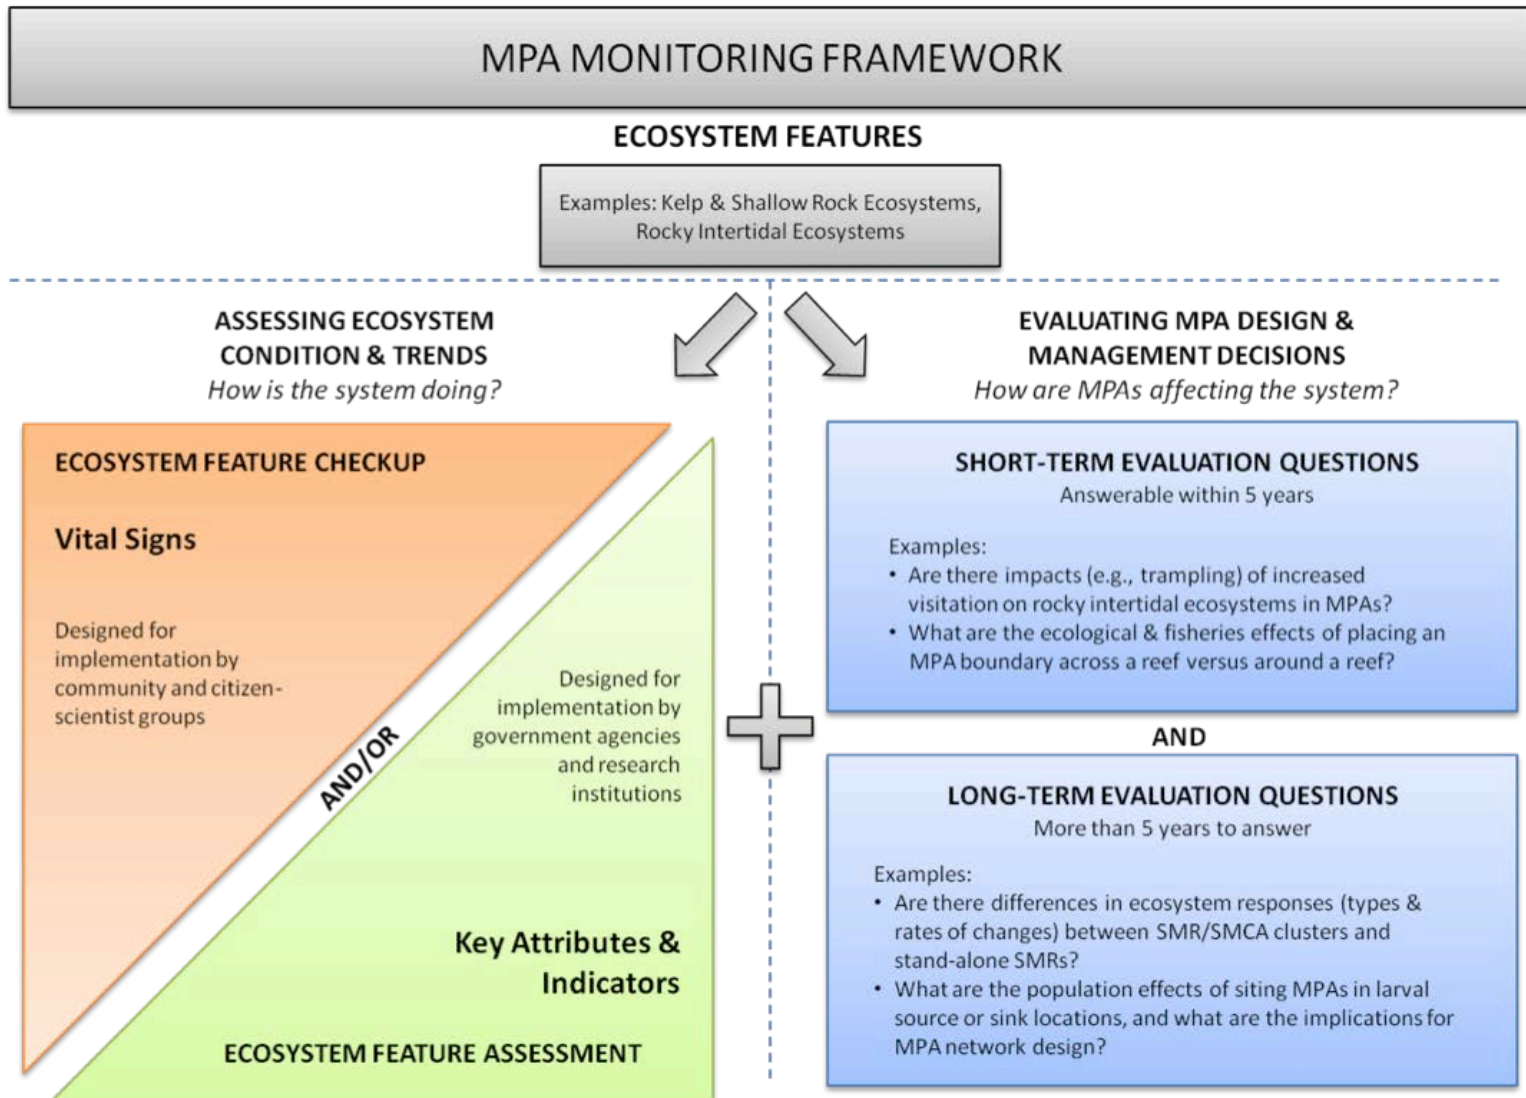 MPA MONITORING FRAMEWORK
ECOSYSTEM FEATURES
Examples: Kelp & Shallow Rock Ecosystems,
Rocky Intertidal Ecosystems
ASSESSING ECOSYSTEM
CONDITION & TRENDS
How is the system doing?
ECOSYSTEM FEATURE CHECKUP
Vital Signs
Designed for
implementation by
community and citizen-
scientist groups
AND/OR
Designed for
implementation by
government agencies
and research
institutions
Key Attributes &
Indicators
ECOSYSTEM FEATURE ASSESSMENT
EVALUATING MPA DESIGN &
MANAGEMENT DECISIONS
How are MPAs affecting the system?
SHORT-TERM EVALUATION QUESTIONS
Answerable within 5 years
Examples:
• Are there impacts (e.g., trampling) of increased
visitation on rocky intertidal ecosystems in MPAs?
• What are the ecological & fisheries effects of placing an
MPA boundary across a reef versus around a reef?
AND
LONG-TERM EVALUATION QUESTIONS
More than 5 years to answer
Examples:
• Are there differences in ecosystem responses (types &
rates of changes) between SMR/SMCA clusters and
stand-alone SMRs?
• What are the population effects of siting MPAs in larval
source or sink locations, and what are the implications for
MPA network design?